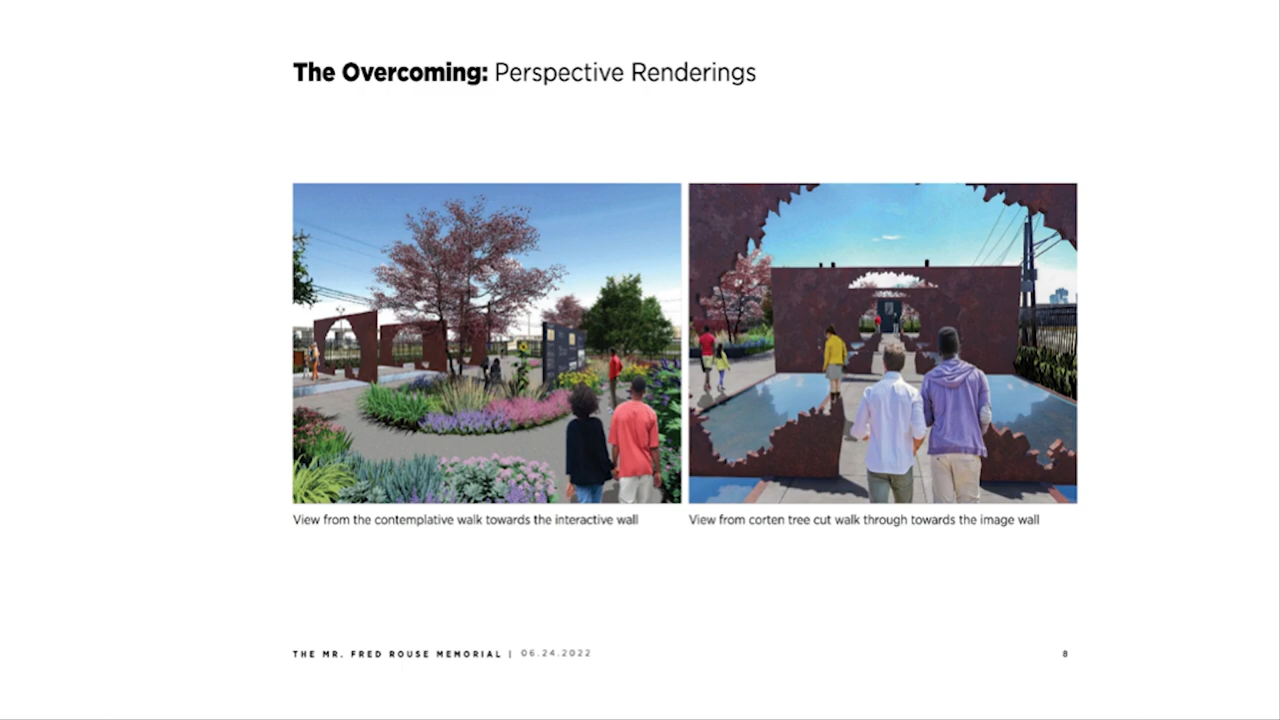 The Overcoming: Perspective Renderings
View from the contemplative walk towards the interactive wall
View from corten tree cut walk through towards the image wall
THE MR. FRED ROUSE MEMORIAL | 06.24.2022
8